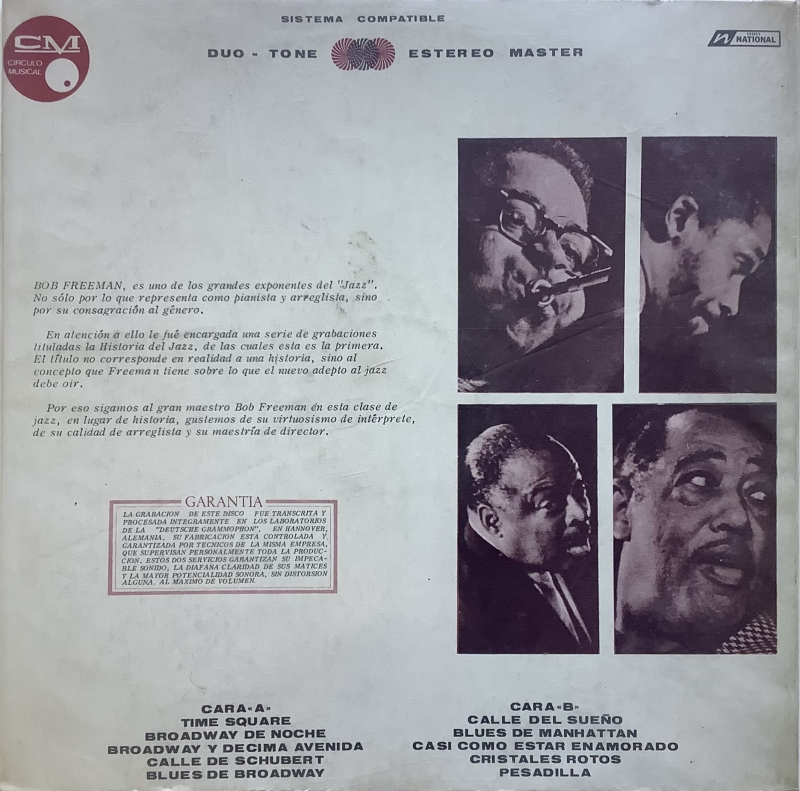 SISTEMA COMPATIBLE
CM
CIRCULO
MUSICAL
DUO - TONE ESTEREO MASTER
STEREO
NATIONAL
BOB FREEMAN, es uno de los grandes exponentes del "Jazz".
No sólo por lo que representa como pianista y arreglista, sino
por su consagración al género.
En atención a ello le fué encargada una serie de grabaciones
tituladas la Historia del Jazz, de las cuales esta es la primera.
El título no corresponde en realidad a una historia, sino al
concepto que Freeman tiene sobre lo que el nuevo adepto al jazz
debe oir.
Por eso sigamos al gran maestro Bob Freeman en esta clase de
jazz, en lugar de historia, gustemos de su virtuosismo de intérprete,
de su calidad de arreglista y su maestría de director.
GARANTIA
LA GRABACION DE ESTE DISCO FUE TRANSCRITA Y
PROCESADA INTEGRAMENTE EN LOS LABORATORIOS
DE LA "DEUTSCHE GRAMMOPHON", EN HANNOVER,
ALEMANIA. SU FABRICACION ESTA CONTROLADA Y
GARANTIZADA POR TECNICOS DE LA MISMA EMPRESA,
QUE SUPERVISAN PERSONALMENTE TODA LA PRODUC-
CION. ESTOS DOS SERVICIOS GARANTIZAN SU IMPECA-
BLE SONIDO, LA DIAFANA CLARIDAD DE SUS MATICES
Y LA MAYOR POTENCIALIDAD SONORA, SIN DISTORSION
ALGUNA, AL MAXIMO DE VOLUMEN.
CARA «A»
TIME SQUARE
BROADWAY DE NOCHE
BROADWAY Y DECIMA AVENIDA
CALLE DE SCHUBERT
BLUES DE BROADWAY
CARA «B»
CALLE DEL SUEÑO
BLUES DE MANHATTAN
CASI COMO ESTAR ENAMORADO
CRISTALES ROTOS
PESADILLA